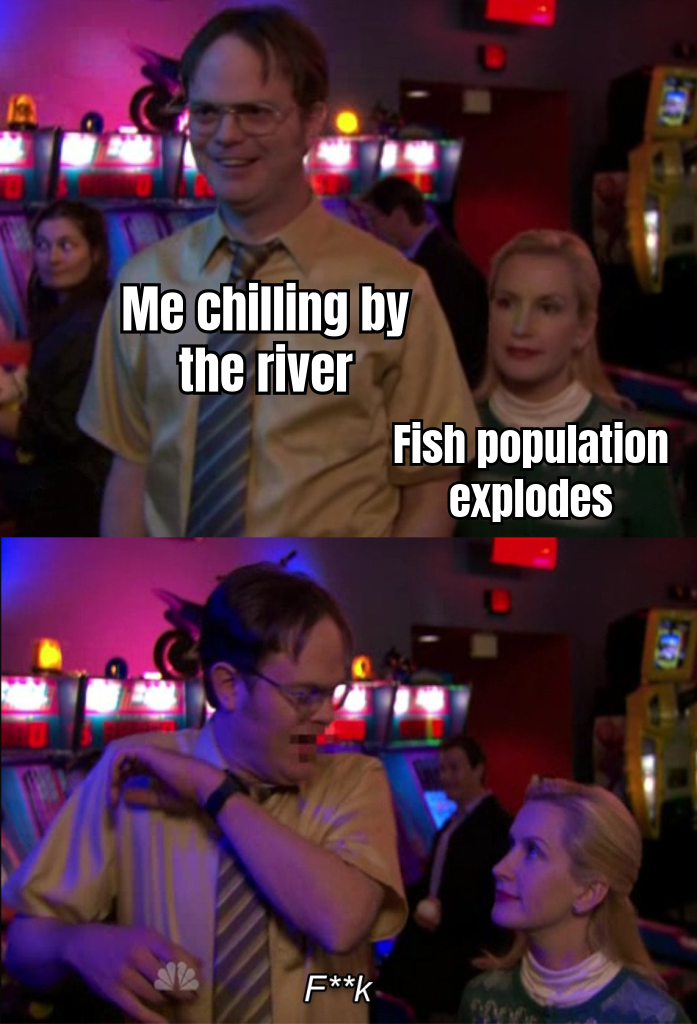 Me chilling by
the river
Fish population
explodes
F**k